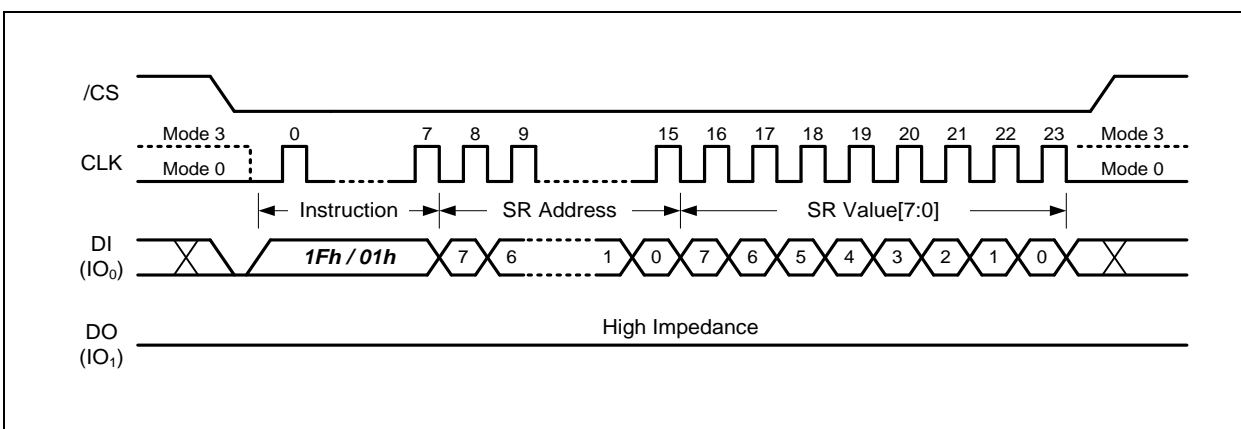 /CS
Mode 3 0 7 8 9 15 16 17 18 19 20 21 22 23 Mode 3
CLK
Mode 0 Mode 0
Instruction SR Address SR Value[7:0]
DI
(IO₀)
1Fh / 01h 7 6 1 0 7 6 5 4 3 2 1 0
High Impedance
DO
(IO₁)